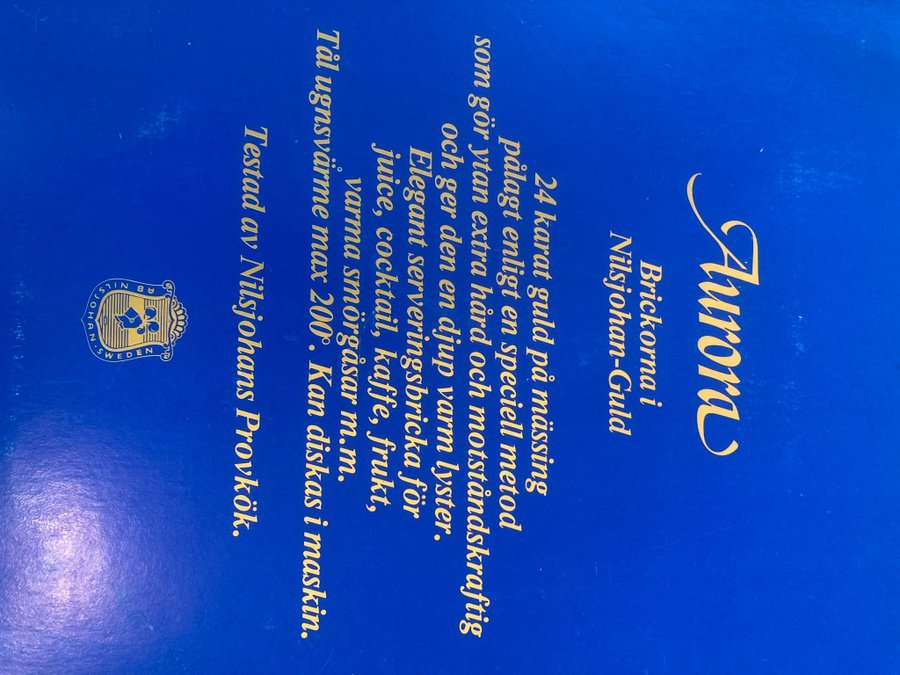 Aurora
Brickorna i
Nilsjohan-Guld
24 karat guld på mässing
pålagt enligt en speciell metod
som gör ytan extra hård och motståndskraftig
och ger den en djup varm lyster.
Elegant serveringsbricka för
juice, cocktail, kaffe, frukt,
varma smörgåsar m.m.
Tål ugnsvärme max 200°. Kan diskas i maskin.
Testad av Nilsjohans Provkök.
AB NILSJOHAN SWEDEN